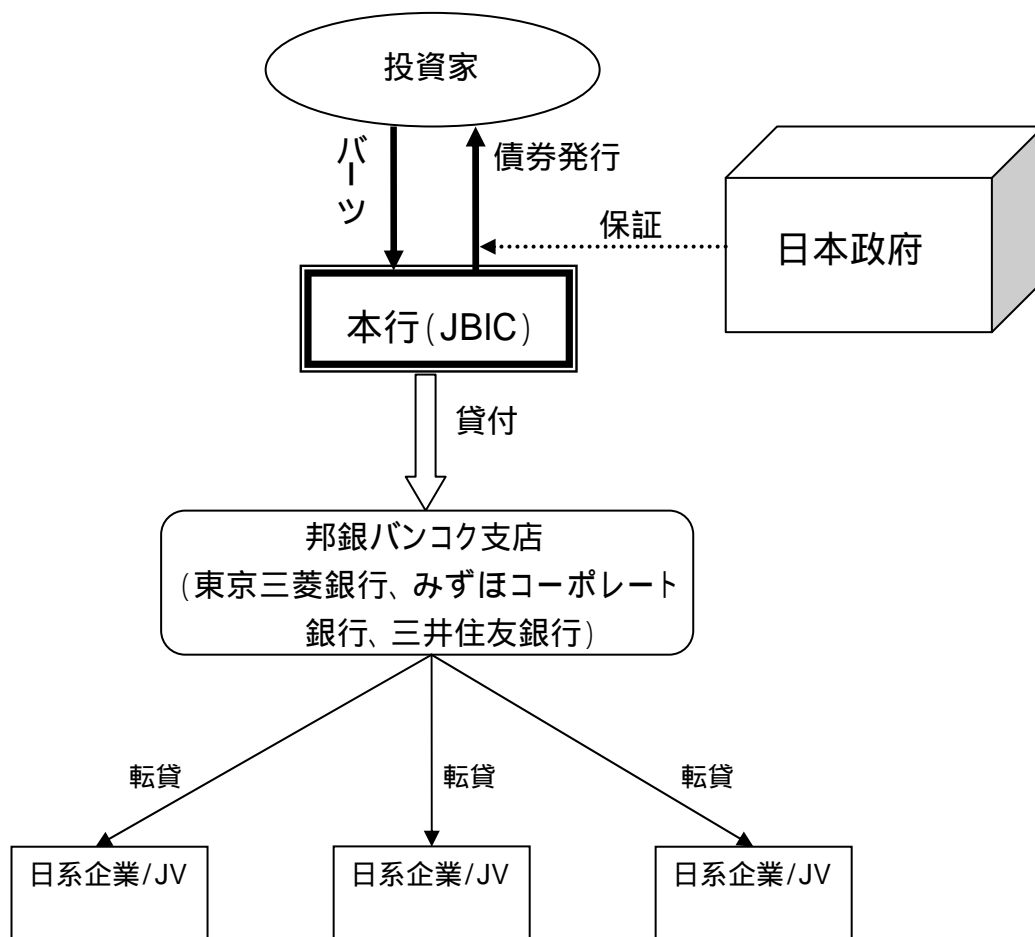 投資家
バーツ
債券発行
保証
日本政府
本行(JBIC)
貸付
邦銀バンコク支店
(東京三菱銀行、みずほコーポレート
銀行、三井住友銀行)
転貸
転貸
転貸
日系企業/JV
日系企業/JV
日系企業/JV